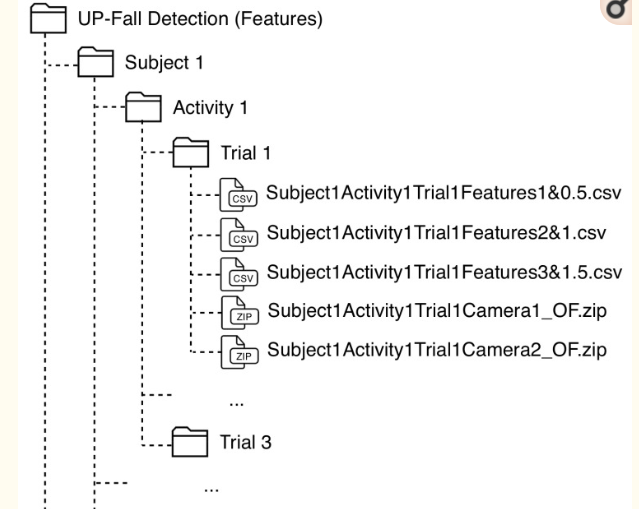 UP-Fall Detection (Features)
Subject 1
Activity 1
Trial 1
CSV Subject1Activity1Trial1Features1&0.5.csv
CSV Subject1Activity1Trial1Features2&1.csv
CSV Subject1Activity1Trial1Features3&1.5.csv
ZIP Subject1Activity1Trial1Camera1_OF.zip
ZIP Subject1Activity1Trial1Camera2_OF.zip
...
Trial 3
...